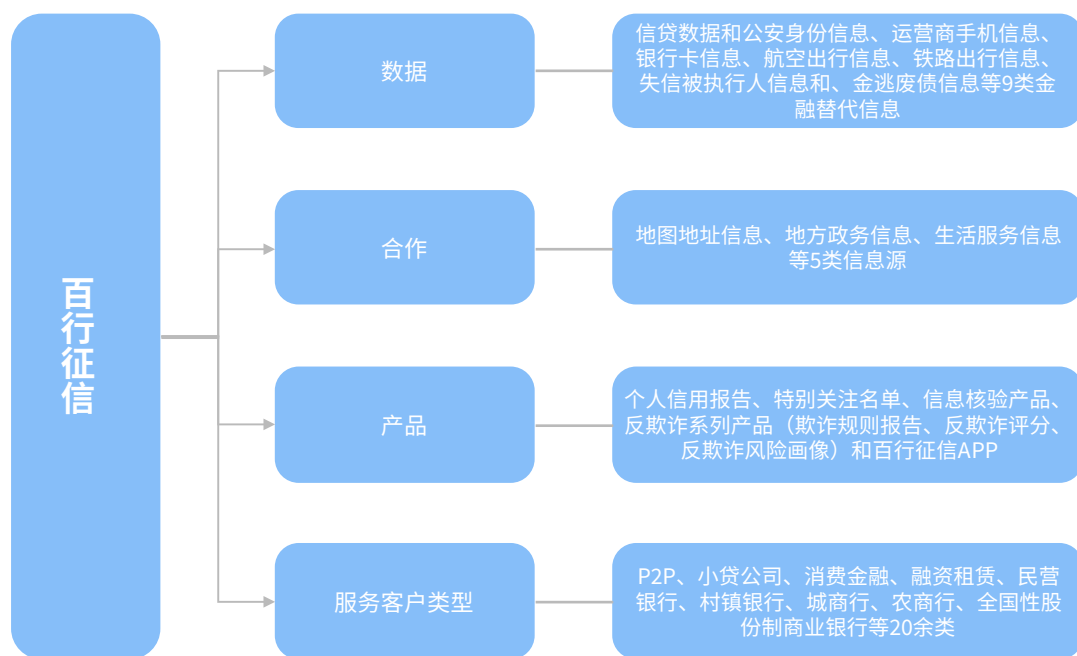 百行征信
数据
信贷数据和公安身份信息、运营商手机信息、
银行卡信息、航空出行信息、铁路出行信息、
失信被执行人信息和、金逃废债信息等9类金
融替代信息
合作
地图地址信息、地方政务信息、生活服务信息
等5类信息源
产品
个人信用报告、特别关注名单、信息核验产品、
反欺诈系列产品（欺诈规则报告、反欺诈评分、
反欺诈风险画像）和百行征信APP
服务客户类型
P2P、小贷公司、消费金融、融资租赁、民营
银行、村镇银行、城商行、农商行、全国性股
份制商业银行等20余类